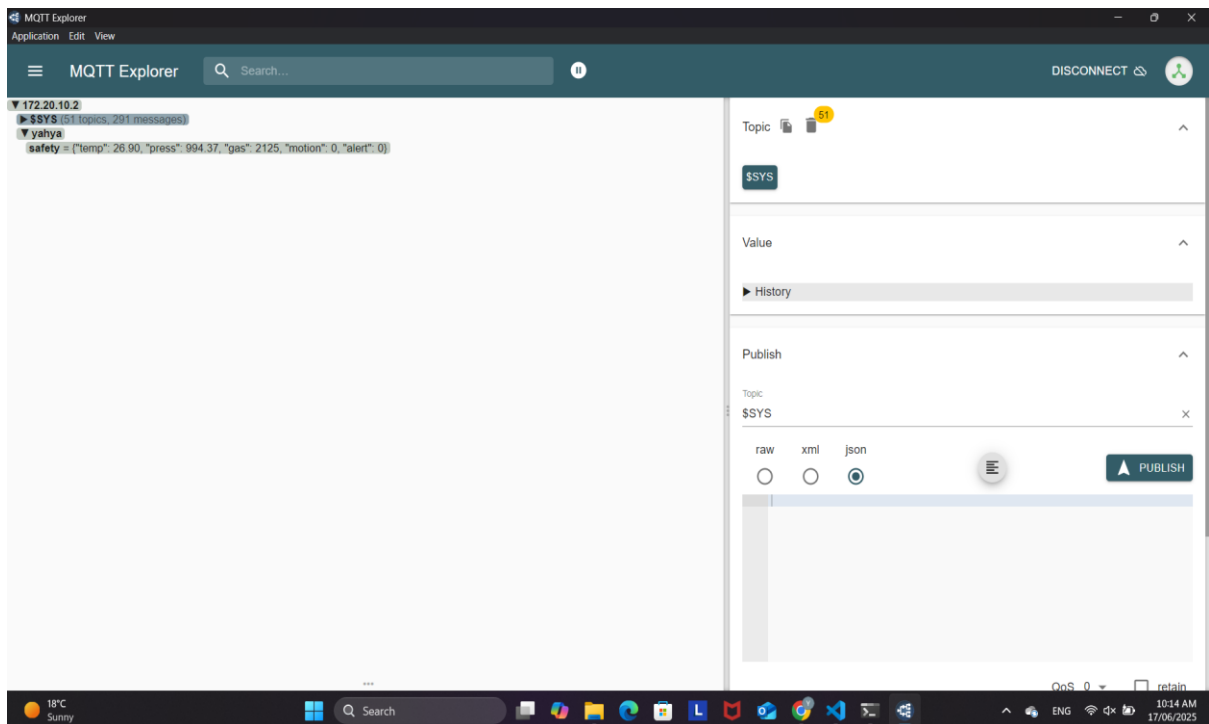 MQTT Explorer
Application Edit View
MQTT Explorer
Search...
DISCONNECT
▼ 172.20.10.2
▶ $SYS (51 topics, 291 messages)
▼ yahya
safety = {"temp": 26.90, "press": 994.37, "gas": 2125, "motion": 0, "alert": 0}
Topic
51
$SYS
Value
▶ History
Publish
Topic
$SYS
raw xml json
PUBLISH
QoS 0
retain
18°C
Sunny
Search
L
ENG
10:14 AM
17/06/2025